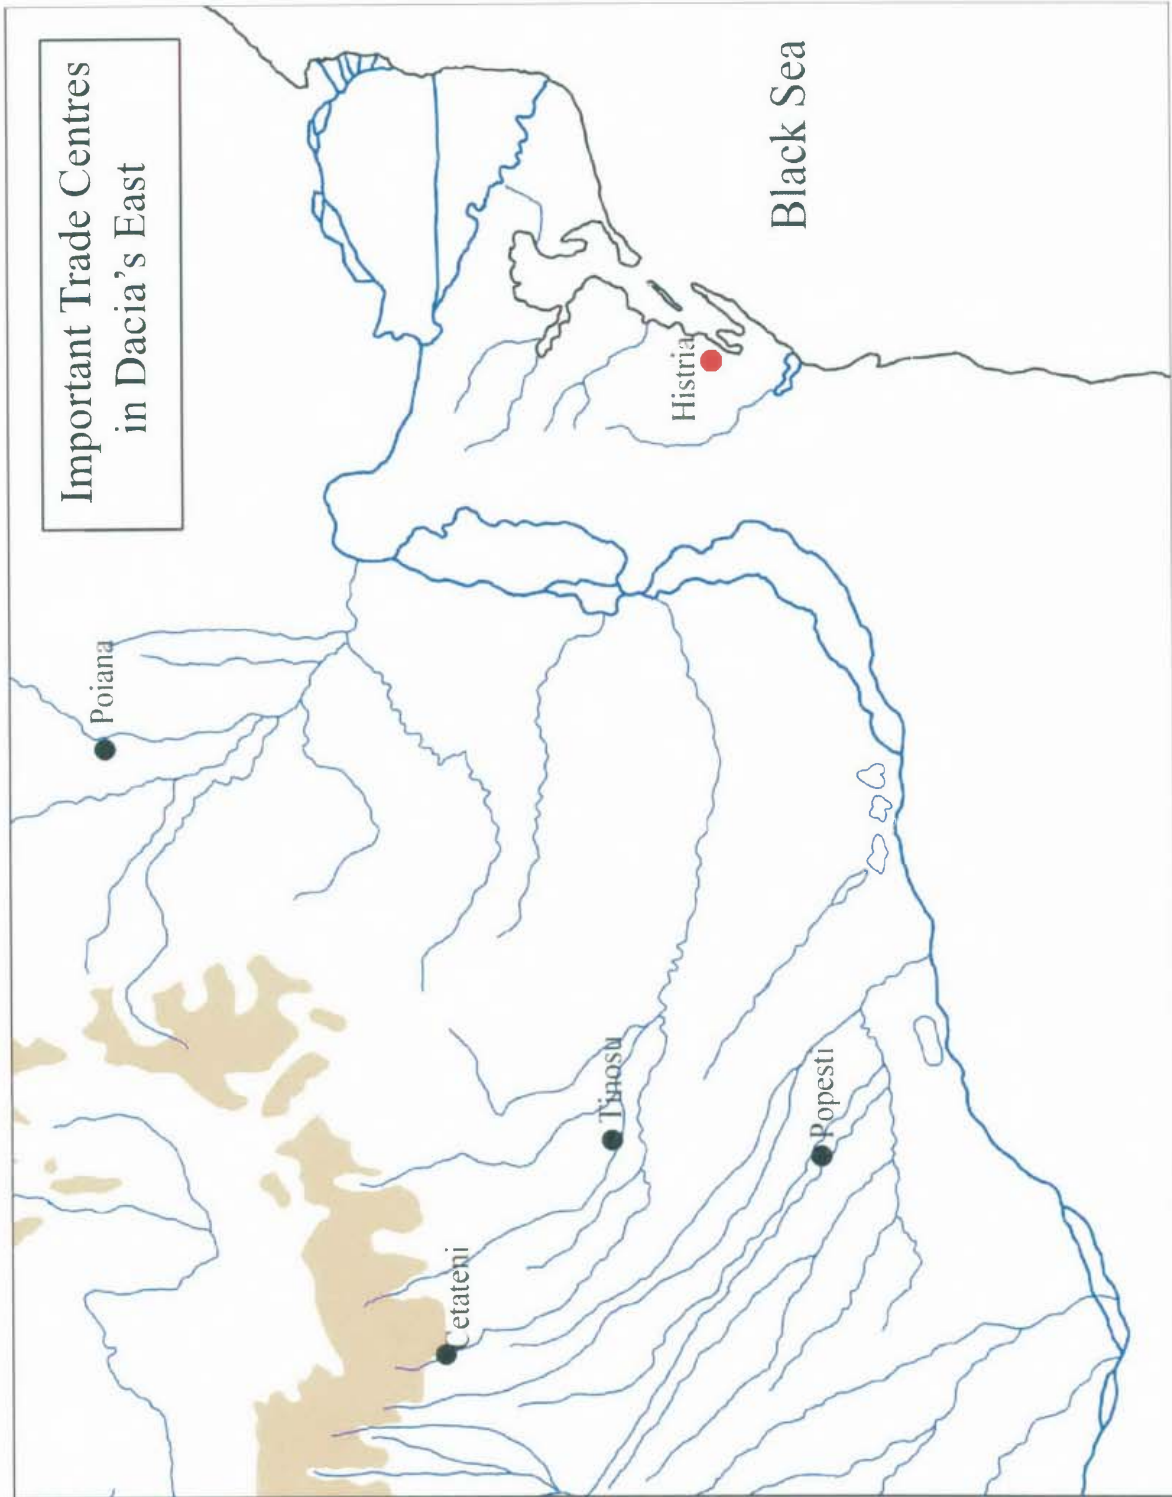 Important Trade Centres
in Dacia's East
Poiana
Cetateni
Tinosu
Popesti
Histria
Black Sea